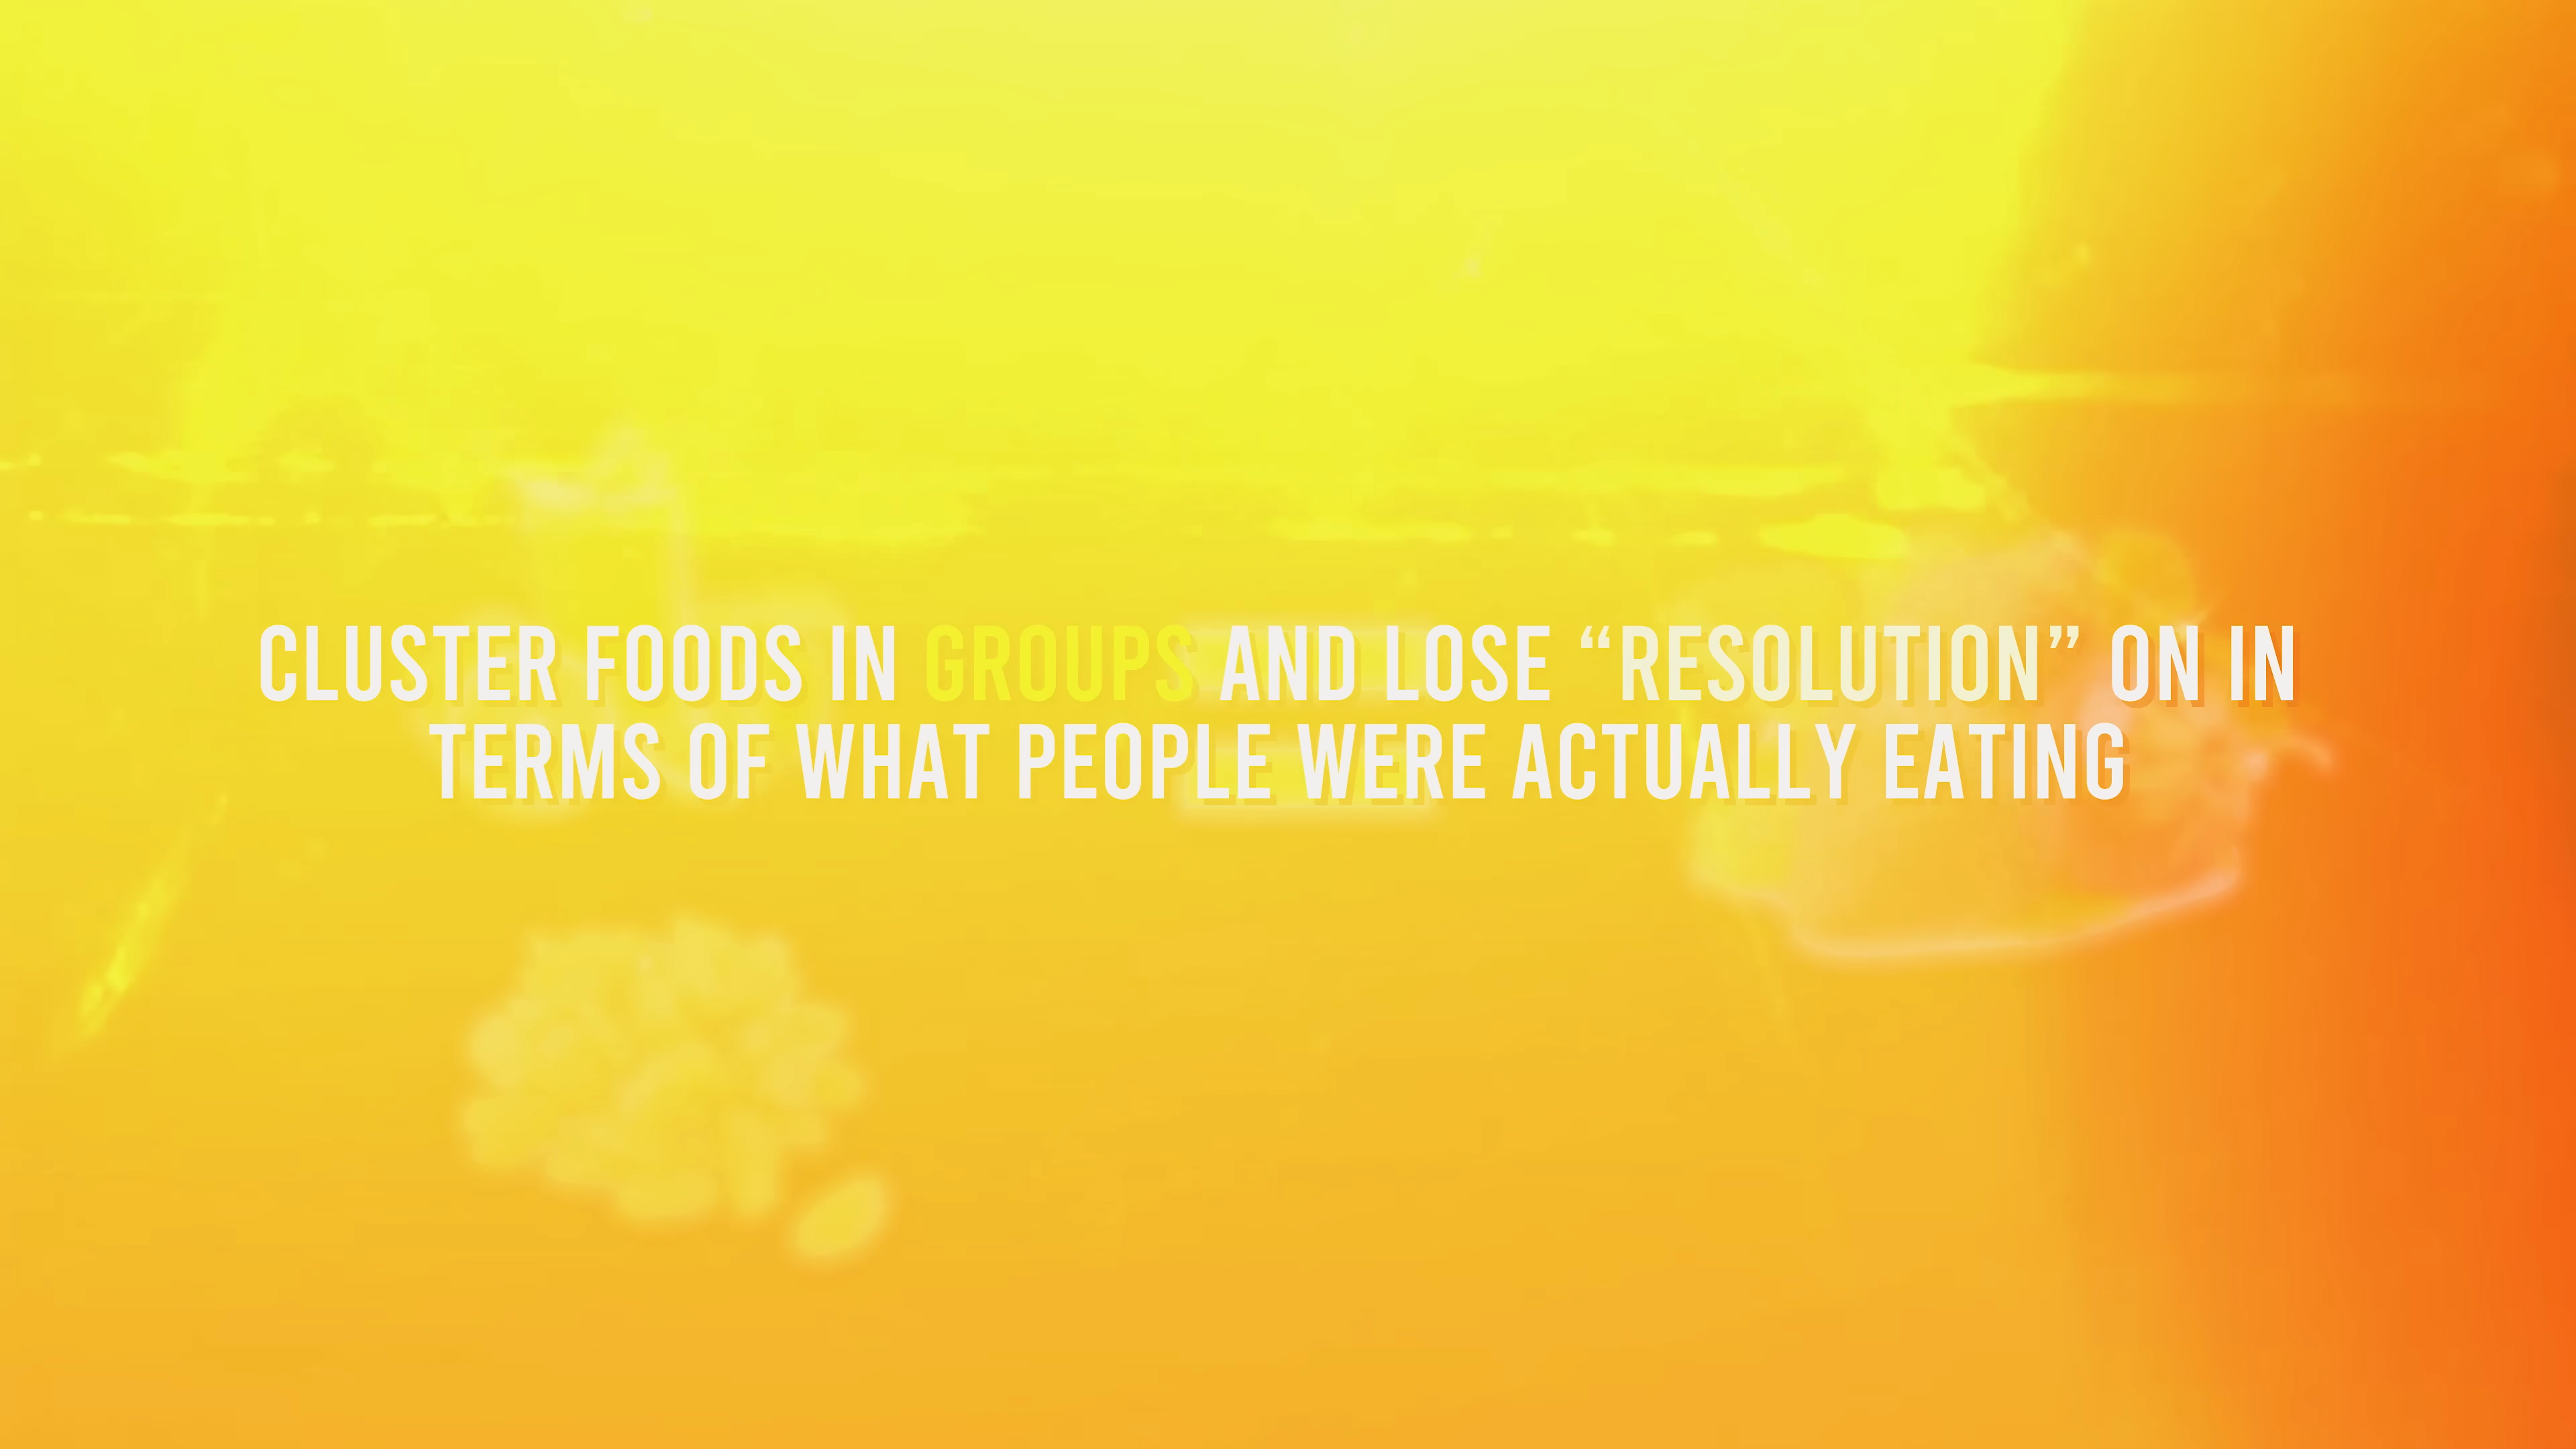 CLUSTER FOODS IN GROUPS AND LOSE “RESOLUTION” ON IN
TERMS OF WHAT PEOPLE WERE ACTUALLY EATING